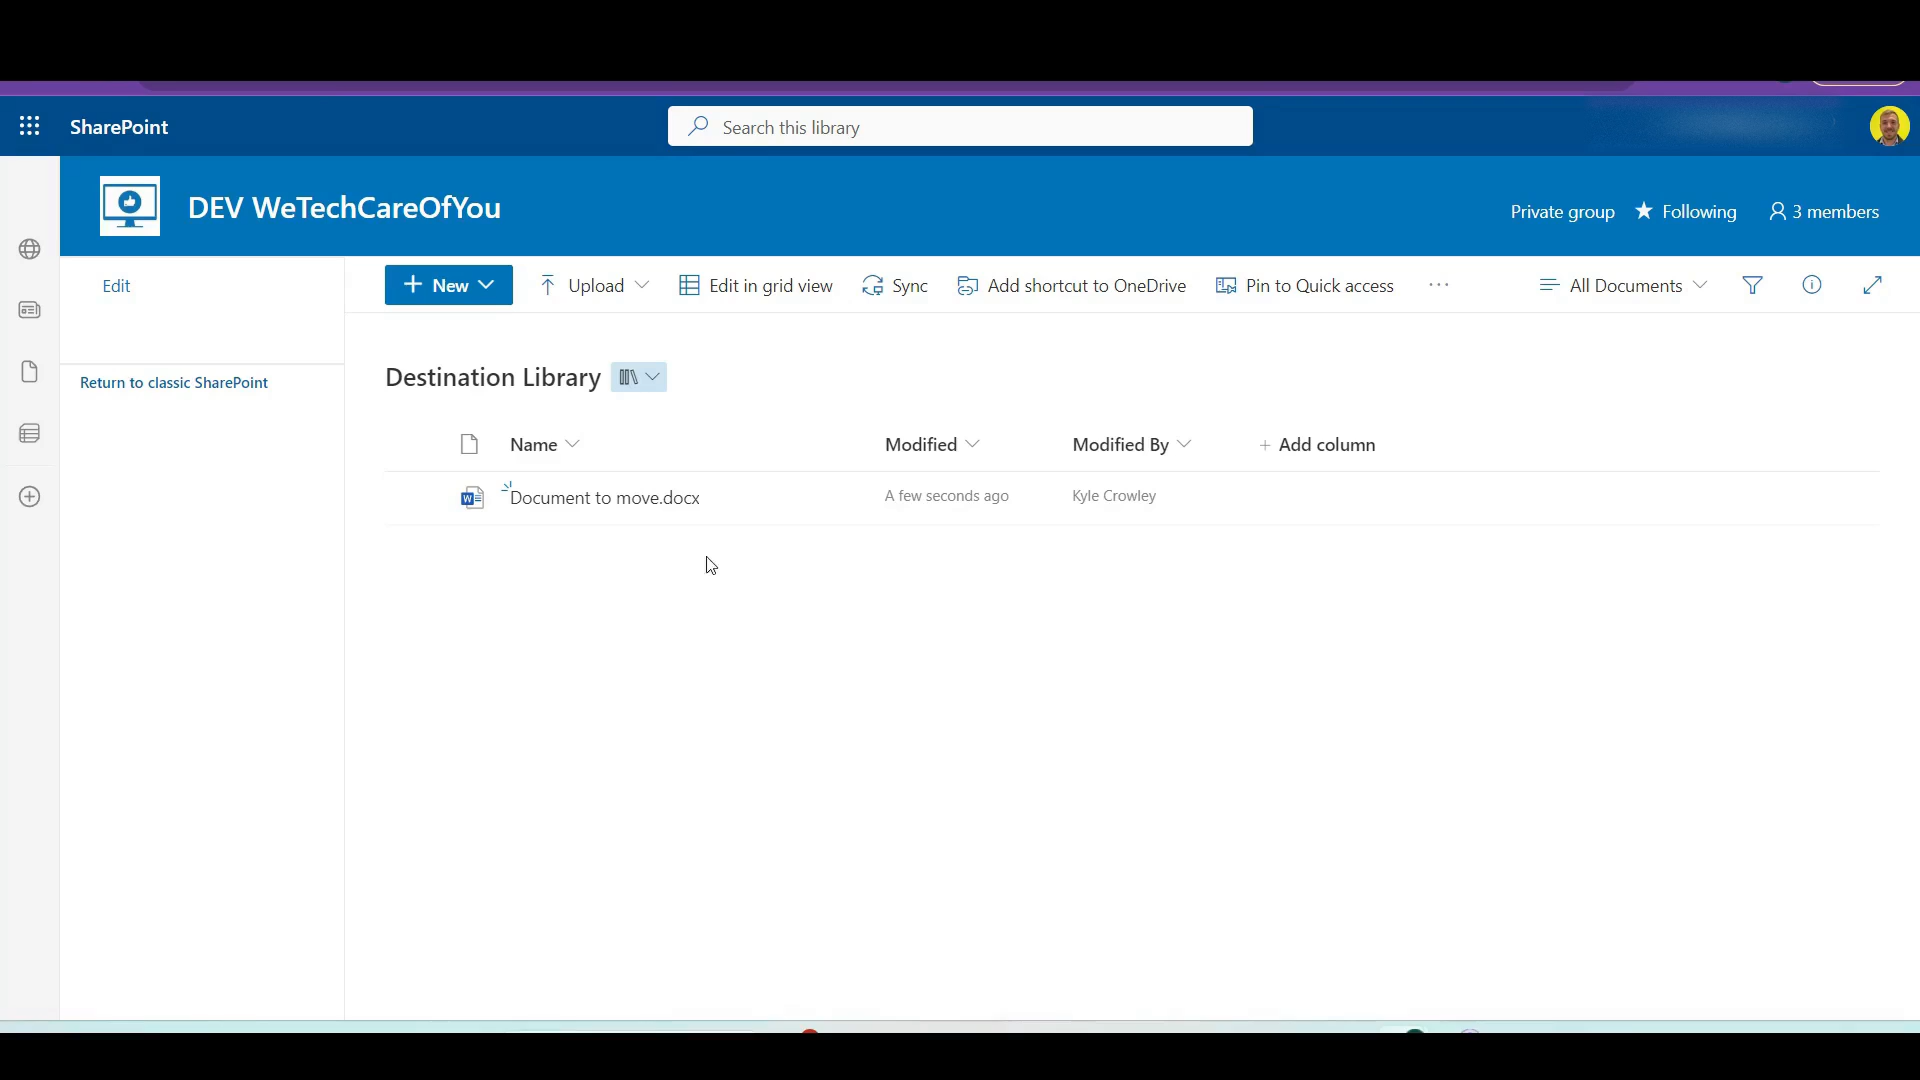 SharePoint
Search this library
DEV WeTechCareOfYou
Private group
Following
3 members
Edit
New
Upload
Edit in grid view
Sync
Add shortcut to OneDrive
Pin to Quick access
All Documents
Return to classic SharePoint
Destination Library
Name
Modified
Modified By
Add column
Document to move.docx
A few seconds ago
Kyle Crowley